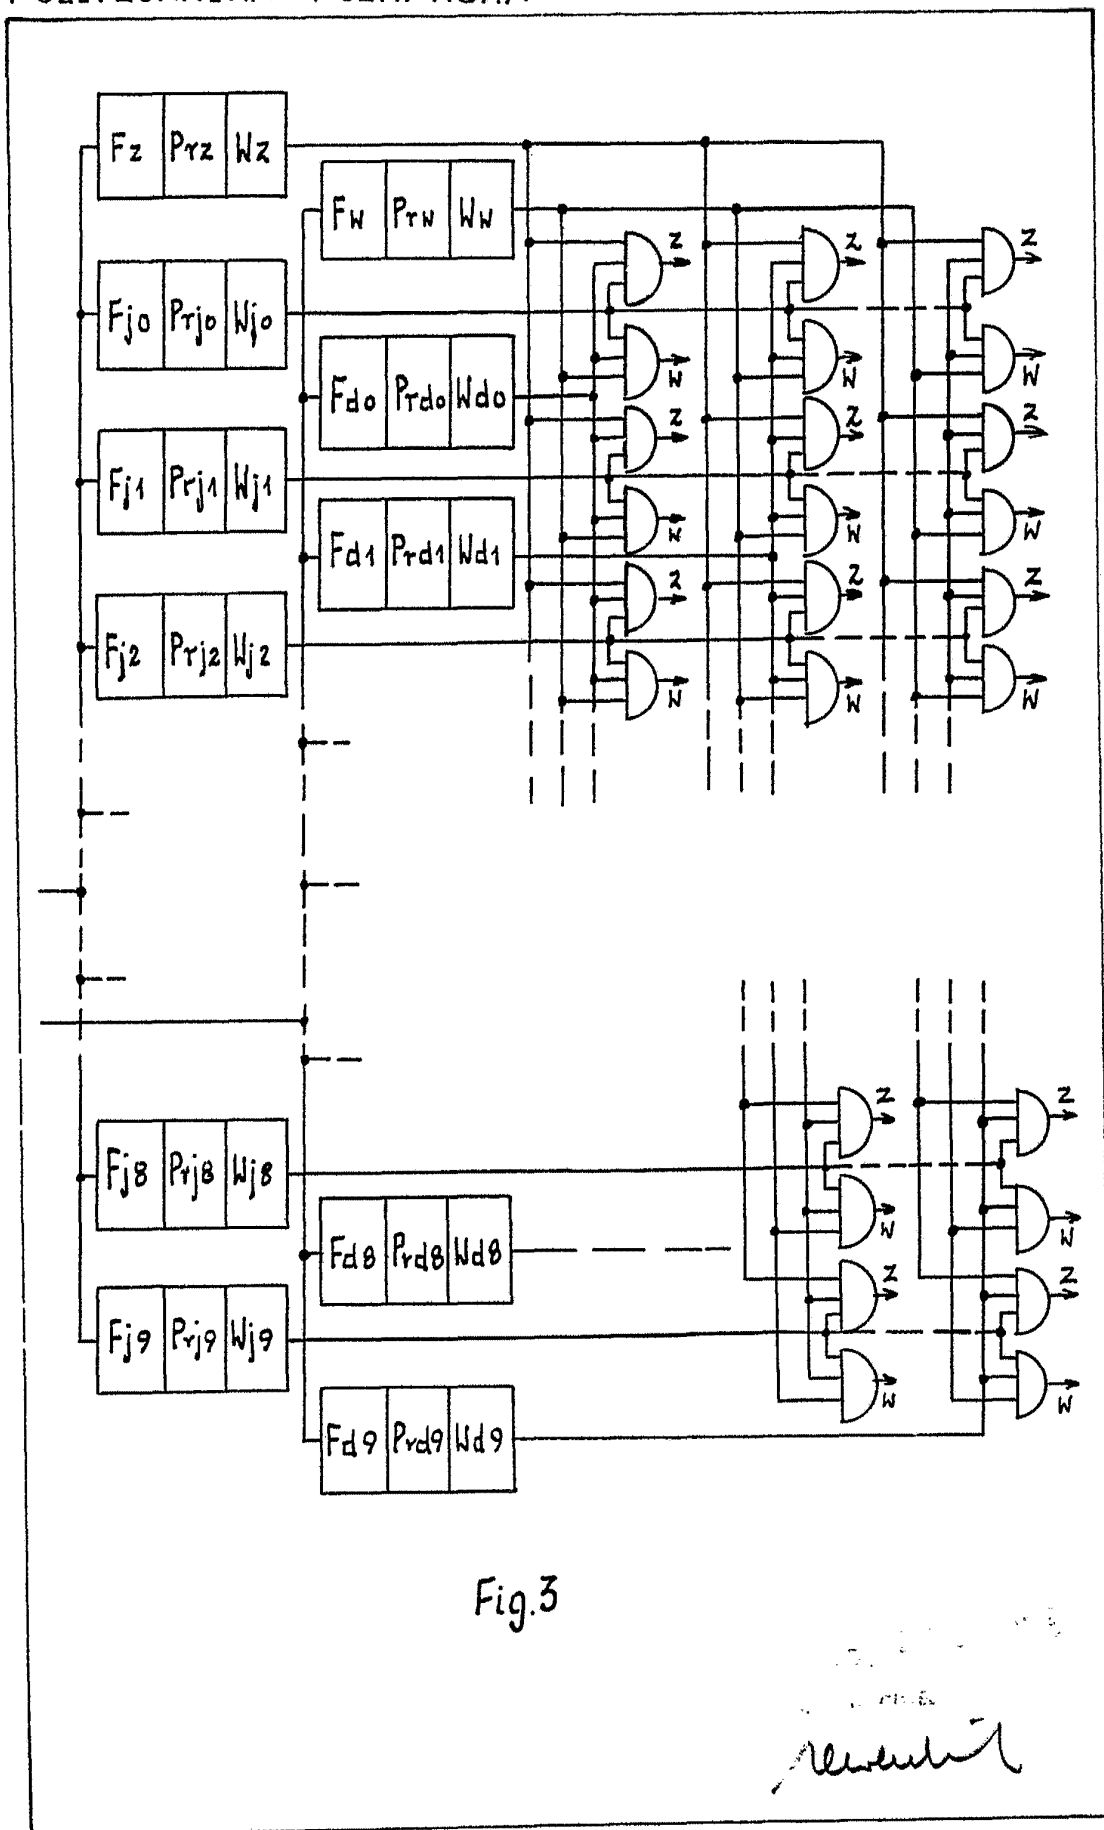 Fz Prz Wz
Fw Prw Ww
Z
Z
Z
Fj0 Prj0 Wj0
W
W
W
Fd0 Prd0 Wd0
Z
Z
Z
Fj1 Prj1 Wj1
W
W
W
Fd1 Prd1 Wd1
Z
Z
Z
Fj2 Prj2 Wj2
W
W
W
Z
Z
Fj8 Prj8 Wj8
W
W
Fd8 Prd8 Wd8
Z
Z
Fj9 Prj9 Wj9
W
W
Fd9 Prd9 Wd9
Fig.3